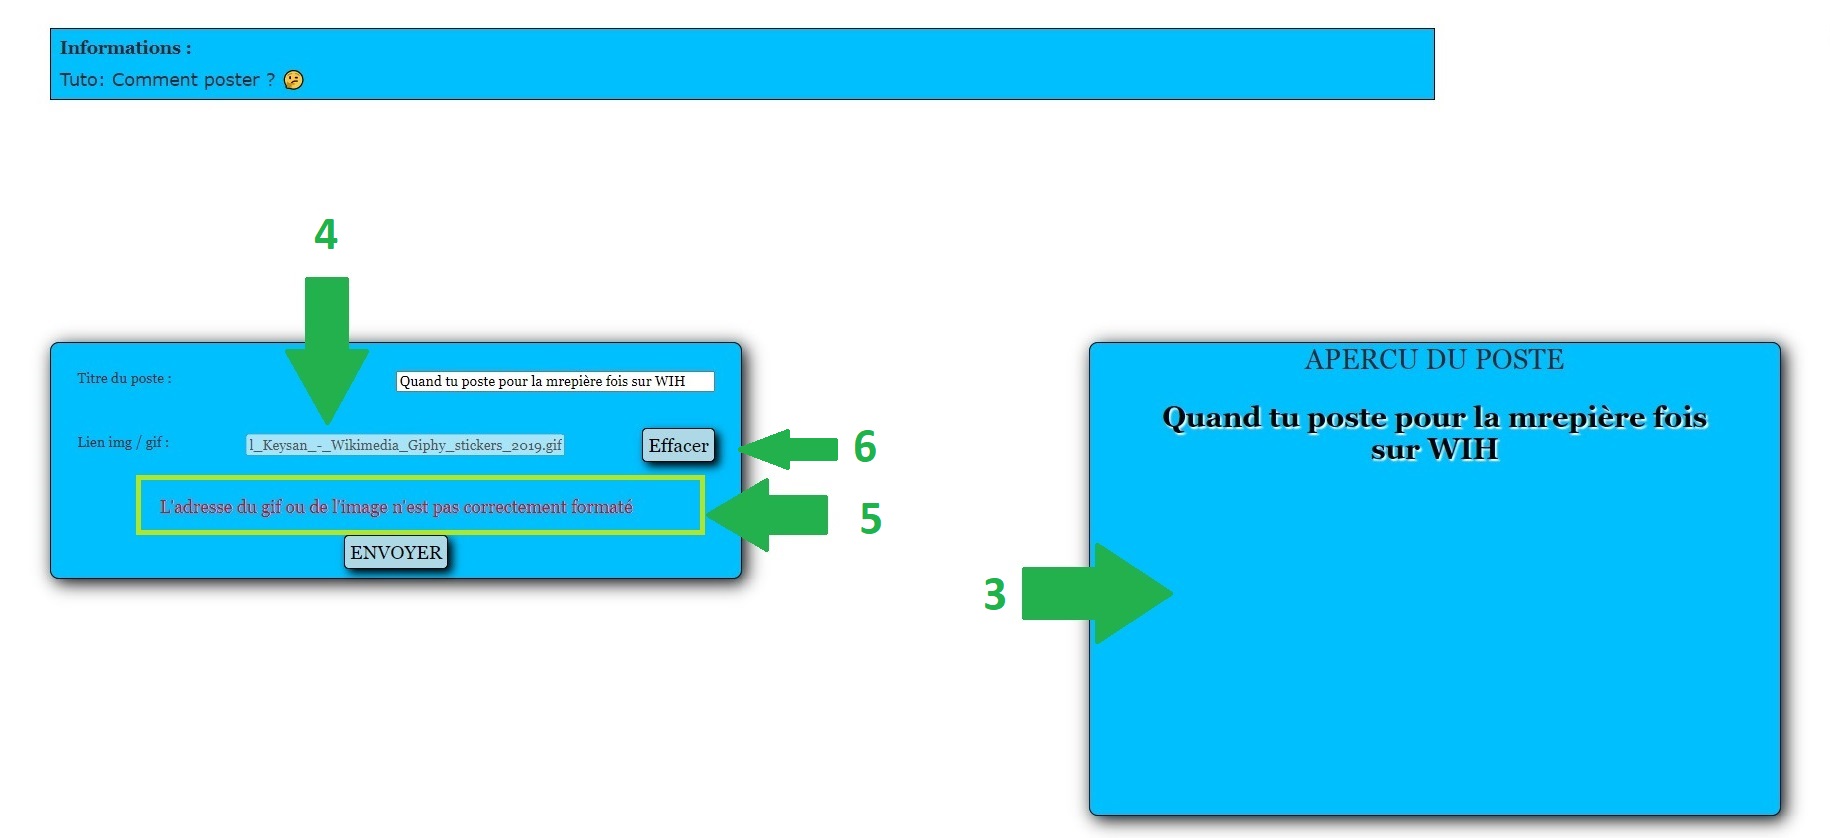 Informations :
Tuto: Comment poster ? 🤔
4
Titre du poste :
Quand tu poste pour la mrepière fois sur WIH
Lien img / gif :
l_Keysan_-_Wikimedia_Giphy_stickers_2019.gif
Effacer
6
L'adresse du gif ou de l'image n'est pas correctement formaté
5
ENVOYER
APERCU DU POSTE
Quand tu poste pour la mrepière fois
sur WIH
3